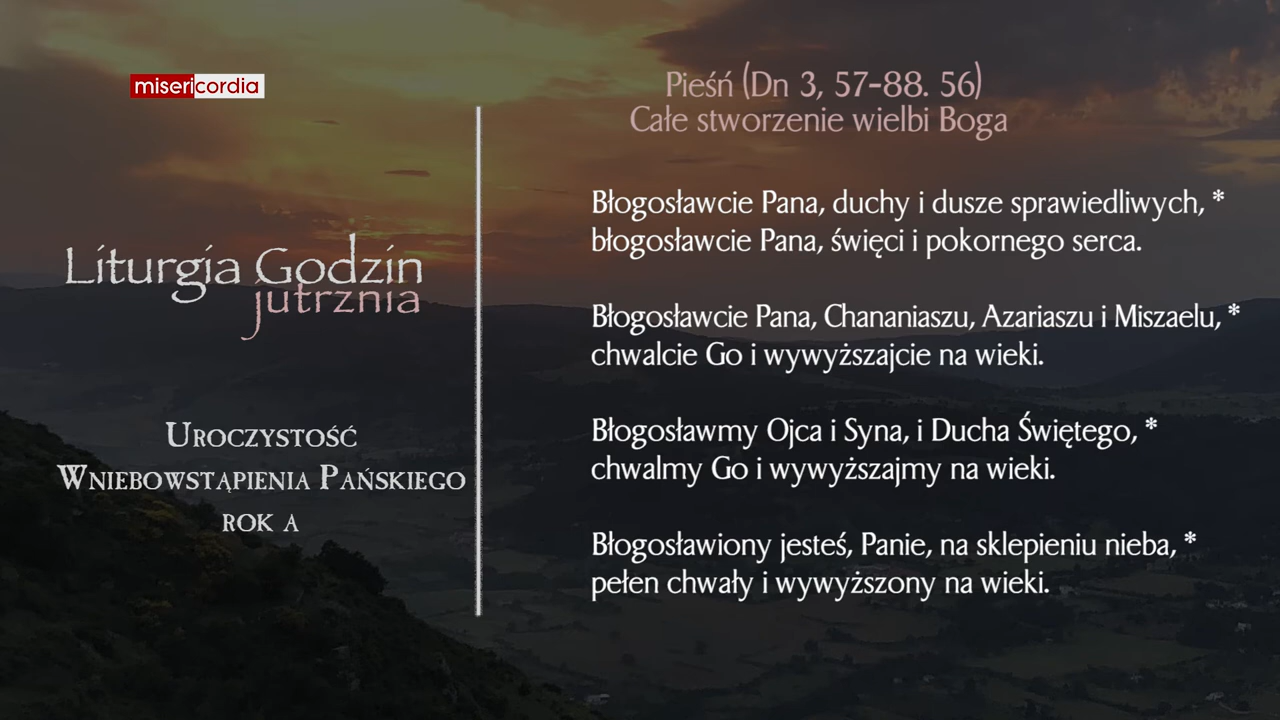 misericordia
Liturgia Godzin
jutrznia
Uroczystość
Wniebowstąpienia Pańskiego
rok a
Pieśń (Dn 3, 57-88. 56)
Całe stworzenie wielbi Boga
Błogosławcie Pana, duchy i dusze sprawiedliwych, *
błogosławcie Pana, święci i pokornego serca.
Błogosławcie Pana, Chananiaszu, Azariaszu i Miszaelu, *
chwalcie Go i wywyższajcie na wieki.
Błogosławmy Ojca i Syna, i Ducha Świętego, *
chwalmy Go i wywyższajmy na wieki.
Błogosławiony jesteś, Panie, na sklepieniu nieba, *
pełen chwały i wywyższony na wieki.